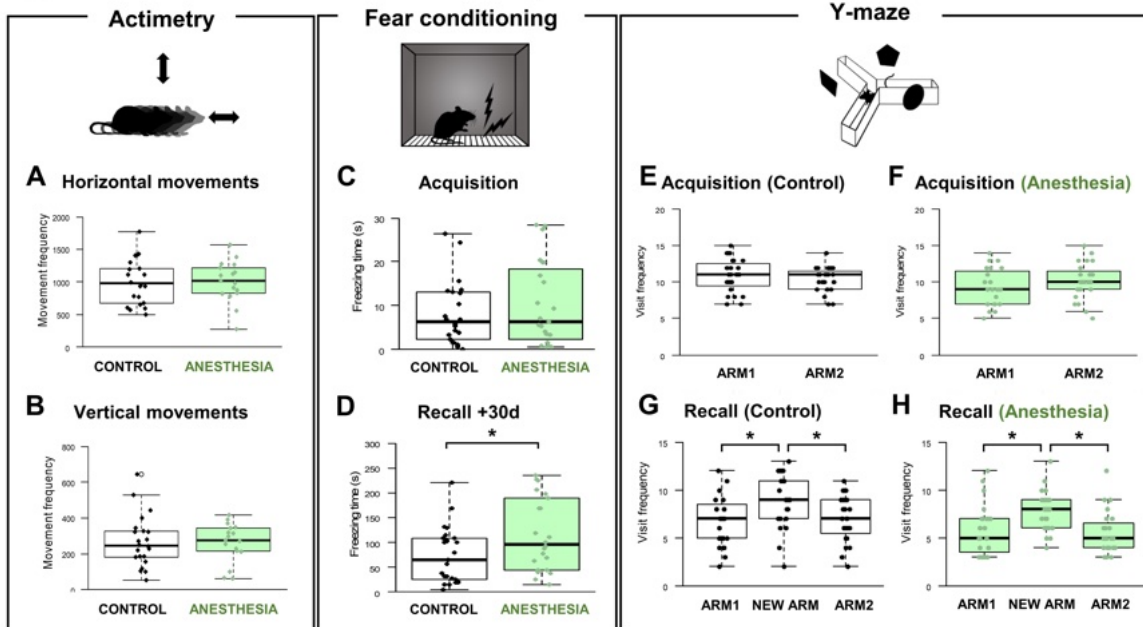 Actimetry
Fear conditioning
Y-maze
A Horizontal movements
Movement frequency
2000
1500
1000
500
0
CONTROL ANESTHESIA
B Vertical movements
Movement frequency
800
600
400
200
0
CONTROL ANESTHESIA
C Acquisition
Freezing time (s)
30
20
10
0
CONTROL ANESTHESIA
D Recall +30d
*
Freezing time (s)
300
250
200
150
100
50
0
CONTROL ANESTHESIA
E Acquisition (Control)
Visit frequency
20
15
10
5
0
ARM1 ARM2
F Acquisition (Anesthesia)
Visit frequency
20
15
10
5
0
ARM1 ARM2
G Recall (Control)
* *
Visit frequency
15
10
5
0
ARM1 NEW ARM ARM2
H Recall (Anesthesia)
* *
Visit frequency
15
10
5
0
ARM1 NEW ARM ARM2